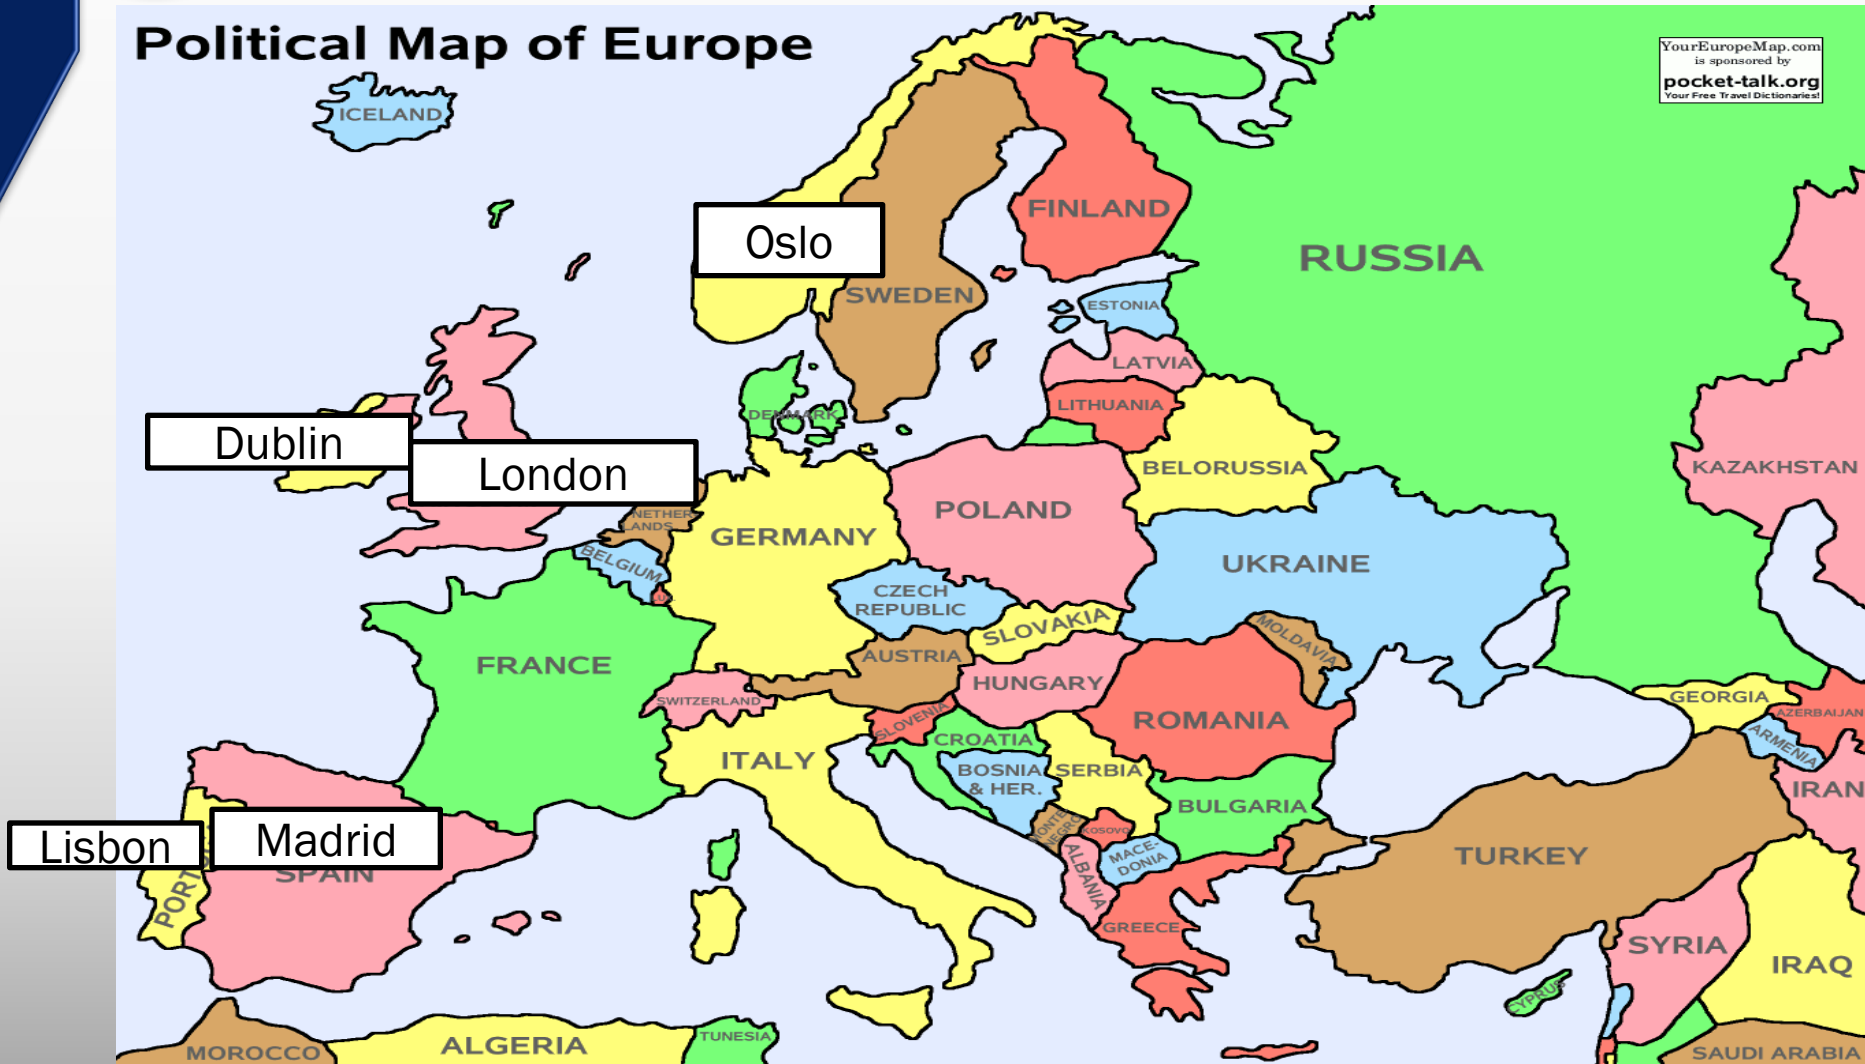 Political Map of Europe
YourEuropeMap.com
is sponsored by
pocket-talk.org
Your Free Travel Dictionaries!
ICELAND
FINLAND
Oslo
RUSSIA
SWEDEN
ESTONIA
LATVIA
LITHUANIA
DENMARK
Dublin
London
BELORUSSIA
KAZAKHSTAN
POLAND
NETHER
LANDS
GERMANY
BELGIUM
UKRAINE
CZECH
REPUBLIC
LUX.
SLOVAKIA
MOLDAVIA
AUSTRIA
FRANCE
HUNGARY
SWITZERLAND
GEORGIA
AZERBAIJAN
ROMANIA
SLOVENIA
CROATIA
ARMENIA
ITALY
BOSNIA
& HER.
SERBIA
IRAN
BULGARIA
MONTE
NEGRO
KOSOVO
Lisbon
Madrid
MACE-
DONIA
TURKEY
SPAIN
PORT
ALBANIA
GREECE
SYRIA
IRAQ
CYPRUS
MOROCCO
ALGERIA
TUNESIA
SAUDI ARABIA